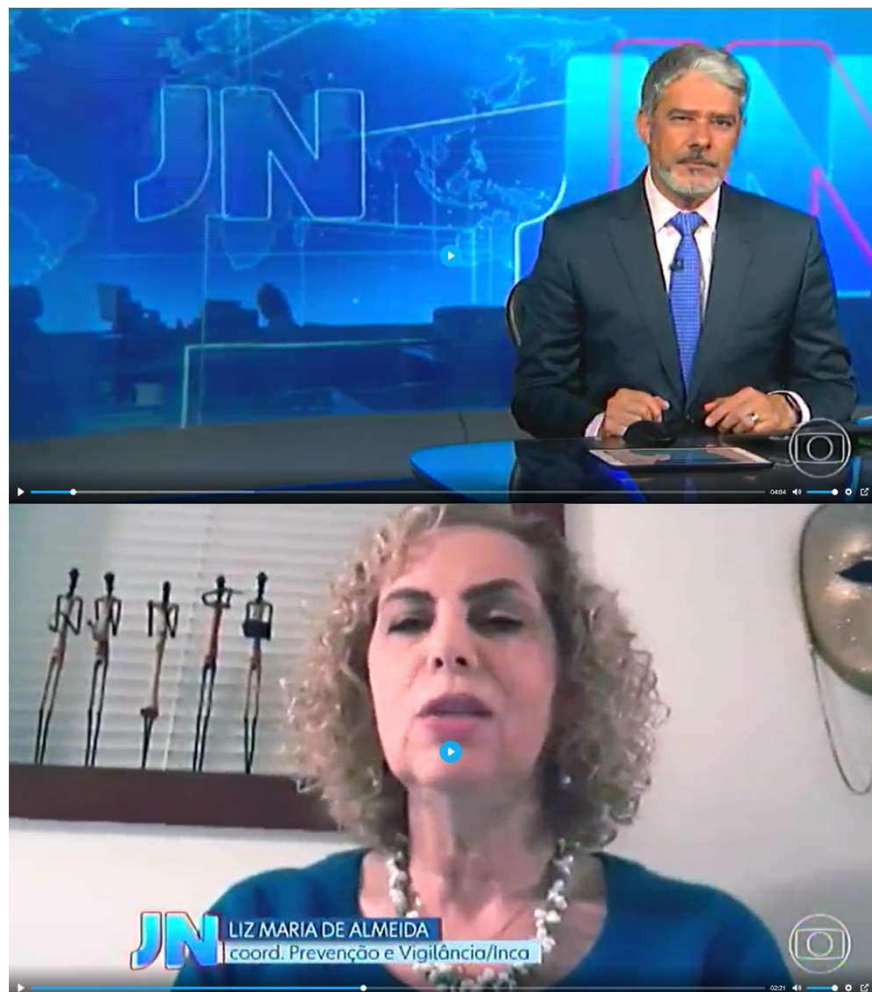 JN
04:04
JN
LIZ MARIA DE ALMEIDA
coord. Prevenção e Vigilância/Inca
02:21